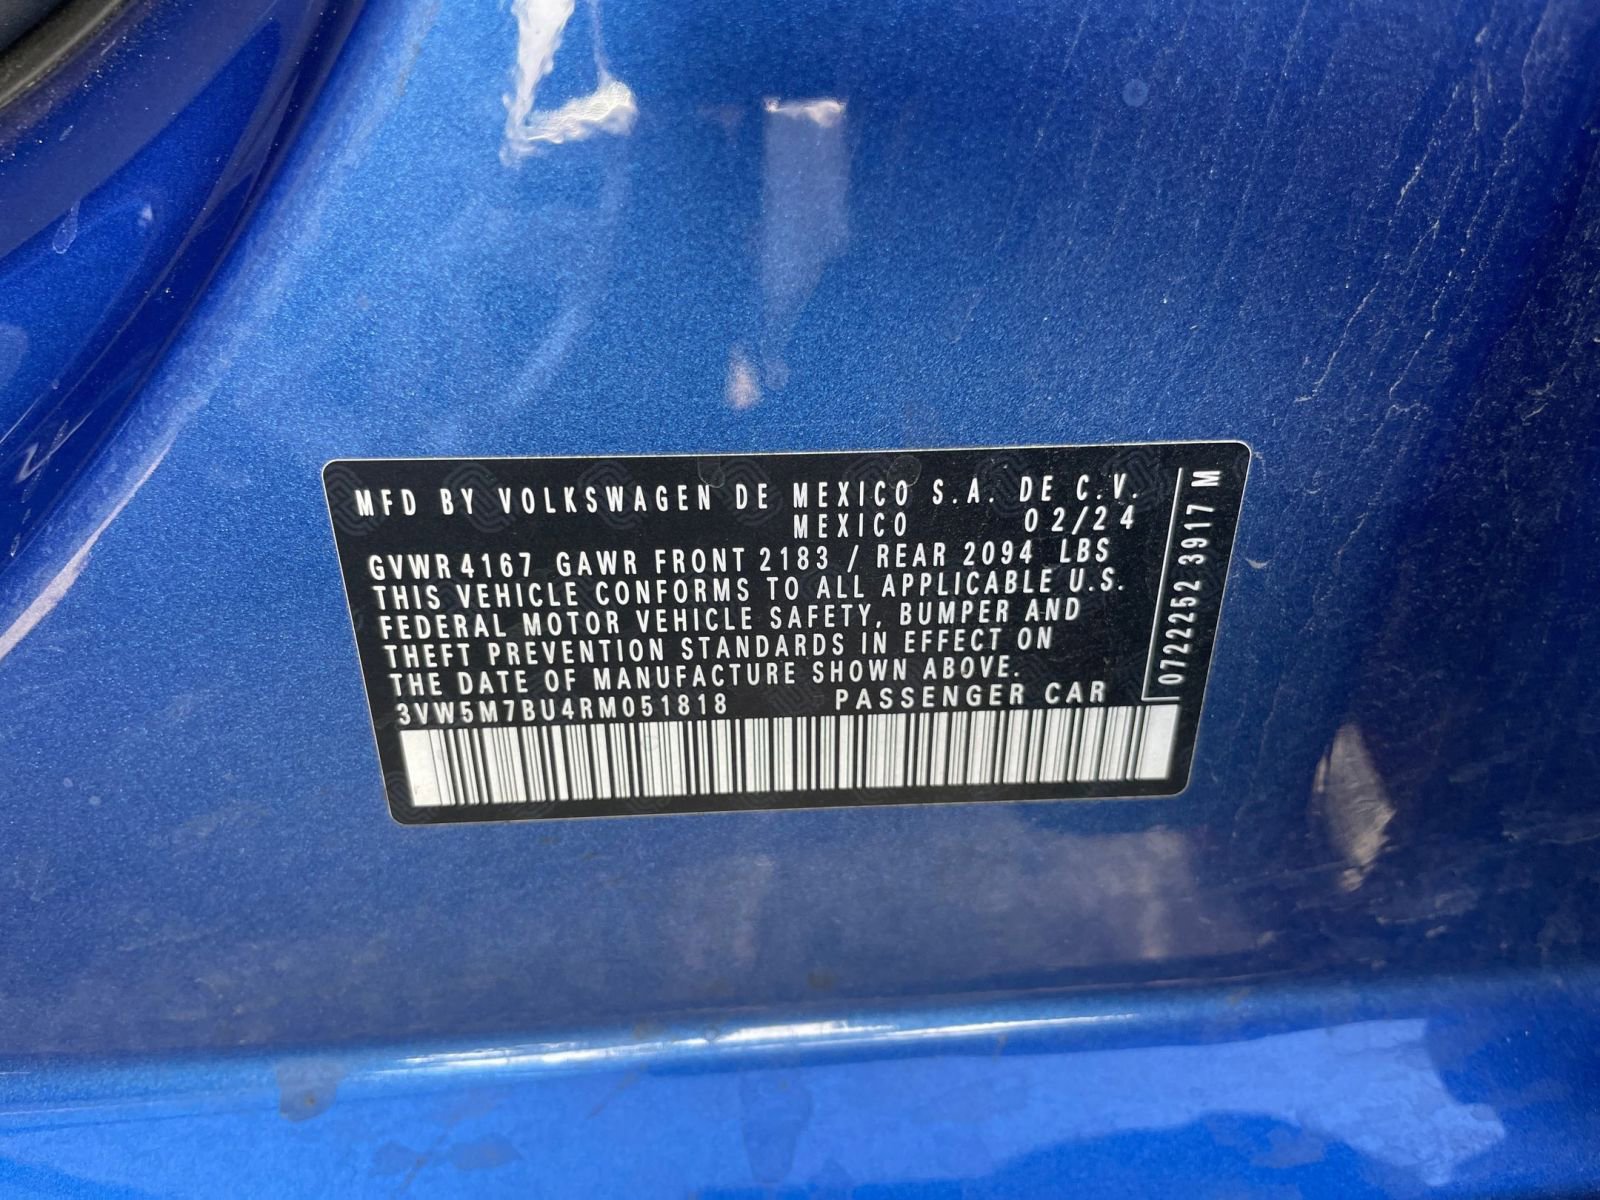 MFD BY VOLKSWAGEN DE MEXICO S.A. DE C.V.
MEXICO 02/24
GVWR 4167 GAWR FRONT 2183 / REAR 2094 LBS
THIS VEHICLE CONFORMS TO ALL APPLICABLE U.S.
FEDERAL MOTOR VEHICLE SAFETY, BUMPER AND
THEFT PREVENTION STANDARDS IN EFFECT ON
THE DATE OF MANUFACTURE SHOWN ABOVE.
3VW5M7BU4RM051818 PASSENGER CAR
0722252 3917 M